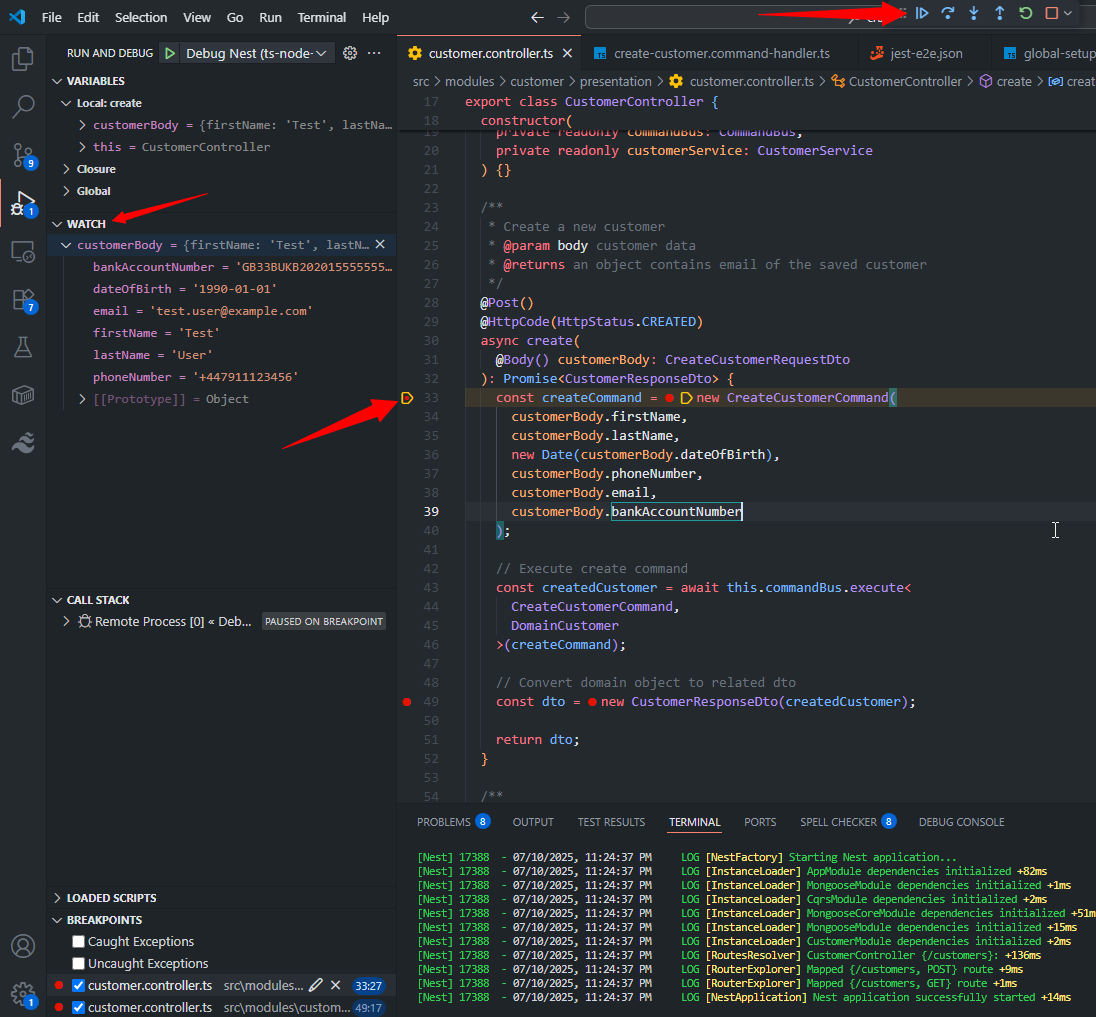 File Edit Selection View Go Run Terminal Help
RUN AND DEBUG Debug Nest (ts-node-
VARIABLES
Local: create
customerBody = {firstName: 'Test', lastNa…
this = CustomerController
Closure
Global
WATCH
customerBody = {firstName: 'Test', lastN…
bankAccountNumber = 'GB33BUKB202015555555…
dateOfBirth = '1990-01-01'
email = 'test.user@example.com'
firstName = 'Test'
lastName = 'User'
phoneNumber = '+447911123456'
[[Prototype]] = Object
CALL STACK
Remote Process [0] « Deb… PAUSED ON BREAKPOINT
LOADED SCRIPTS
BREAKPOINTS
Caught Exceptions
Uncaught Exceptions
customer.controller.ts src\modules… 33:27
customer.controller.ts src\modules\custom… 49:17
9
1
7
1
customer.controller.ts create-customer.command-handler.ts jest-e2e.json global-setup
src > modules > customer > presentation > customer.controller.ts > CustomerController > create > creat
17 export class CustomerController {
18 constructor(
19 private readonly commandBus: CommandBus,
20 private readonly customerService: CustomerService
21 ) {}
22
23 /**
24 * Create a new customer
25 * @param body customer data
26 * @returns an object contains email of the saved customer
27 */
28 @Post()
29 @HttpCode(HttpStatus.CREATED)
30 async create(
31 @Body() customerBody: CreateCustomerRequestDto
32 ): Promise<CustomerResponseDto> {
33 const createCommand = new CreateCustomerCommand(
34 customerBody.firstName,
35 customerBody.lastName,
36 new Date(customerBody.dateOfBirth),
37 customerBody.phoneNumber,
38 customerBody.email,
39 customerBody.bankAccountNumber
40 );
41
42 // Execute create command
43 const createdCustomer = await this.commandBus.execute<
44 CreateCustomerCommand,
45 DomainCustomer
46 >(createCommand);
47
48 // Convert domain object to related dto
49 const dto = new CustomerResponseDto(createdCustomer);
50
51 return dto;
52 }
53
54 /**
PROBLEMS 8 OUTPUT TEST RESULTS TERMINAL PORTS SPELL CHECKER 8 DEBUG CONSOLE
[Nest] 17388 - 07/10/2025, 11:24:37 PM LOG [NestFactory] Starting Nest application...
[Nest] 17388 - 07/10/2025, 11:24:37 PM LOG [InstanceLoader] AppModule dependencies initialized +82ms
[Nest] 17388 - 07/10/2025, 11:24:37 PM LOG [InstanceLoader] MongooseModule dependencies initialized +1ms
[Nest] 17388 - 07/10/2025, 11:24:37 PM LOG [InstanceLoader] CqrsModule dependencies initialized +2ms
[Nest] 17388 - 07/10/2025, 11:24:37 PM LOG [InstanceLoader] MongooseCoreModule dependencies initialized +51m
[Nest] 17388 - 07/10/2025, 11:24:37 PM LOG [InstanceLoader] MongooseModule dependencies initialized +15ms
[Nest] 17388 - 07/10/2025, 11:24:37 PM LOG [InstanceLoader] CustomerModule dependencies initialized +2ms
[Nest] 17388 - 07/10/2025, 11:24:37 PM LOG [RoutesResolver] CustomerController {/customers}: +136ms
[Nest] 17388 - 07/10/2025, 11:24:37 PM LOG [RouterExplorer] Mapped {/customers, POST} route +9ms
[Nest] 17388 - 07/10/2025, 11:24:37 PM LOG [RouterExplorer] Mapped {/customers, GET} route +1ms
[Nest] 17388 - 07/10/2025, 11:24:37 PM LOG [NestApplication] Nest application successfully started +14ms